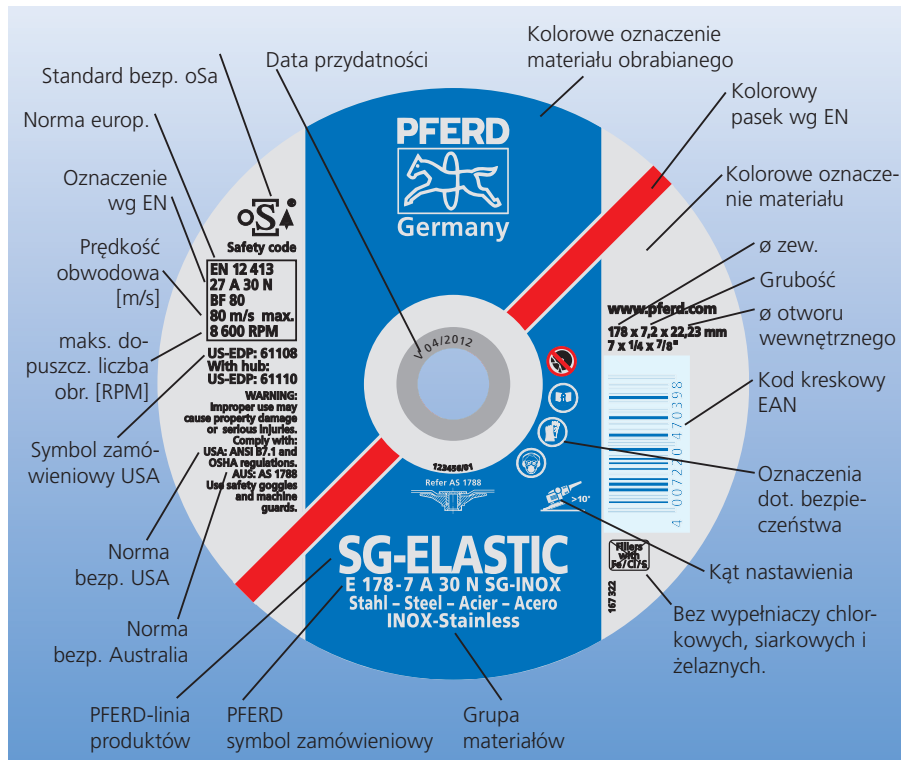 Standard bezp. oSa
Norma europ.
Oznaczenie
wg EN
Prędkość
obwodowa
[m/s]
maks. do-
puszcz. liczba
obr. [RPM]
Symbol zamó-
wieniowy USA
Norma
bezp. USA
Norma
bezp. Australia
PFERD-linia
produktów
PFERD
symbol zamówieniowy
Grupa
materiałów
Data przydatności
Kolorowe oznaczenie
materiału obrabianego
Kolorowy
pasek wg EN
Kolorowe oznacze-
nie materiału
ø zew.
Grubość
ø otworu
wewnętrznego
Kod kreskowy
EAN
Oznaczenia
dot. bezpie-
czeństwa
Kąt nastawienia
Bez wypełniaczy chlor-
kowych, siarkowych i
żelaznych.
oSa
Safety code
EN 12 413
27 A 30 N
BF 80
80 m/s max.
8 600 RPM
US-EDP: 61108
With hub:
US-EDP: 61110
WARNING:
Improper use may
cause property damage
or serious injuries.
Comply with:
USA: ANSI B7.1 and
OSHA regulations.
AUS: AS 1788
Use safety goggles
and machine
guards.
PFERD
Germany
V 04/2012
123456/01
Refer AS 1788
>10°
SG-ELASTIC
E 178-7 A 30 N SG-INOX
Stahl – Steel – Acier – Acero
INOX-Stainless
www.pferd.com
178 x 7,2 x 22,23 mm
7 x 1/4 x 7/8"
4 007220 470398
Fillers
with
Fe/Cl/S
167 322